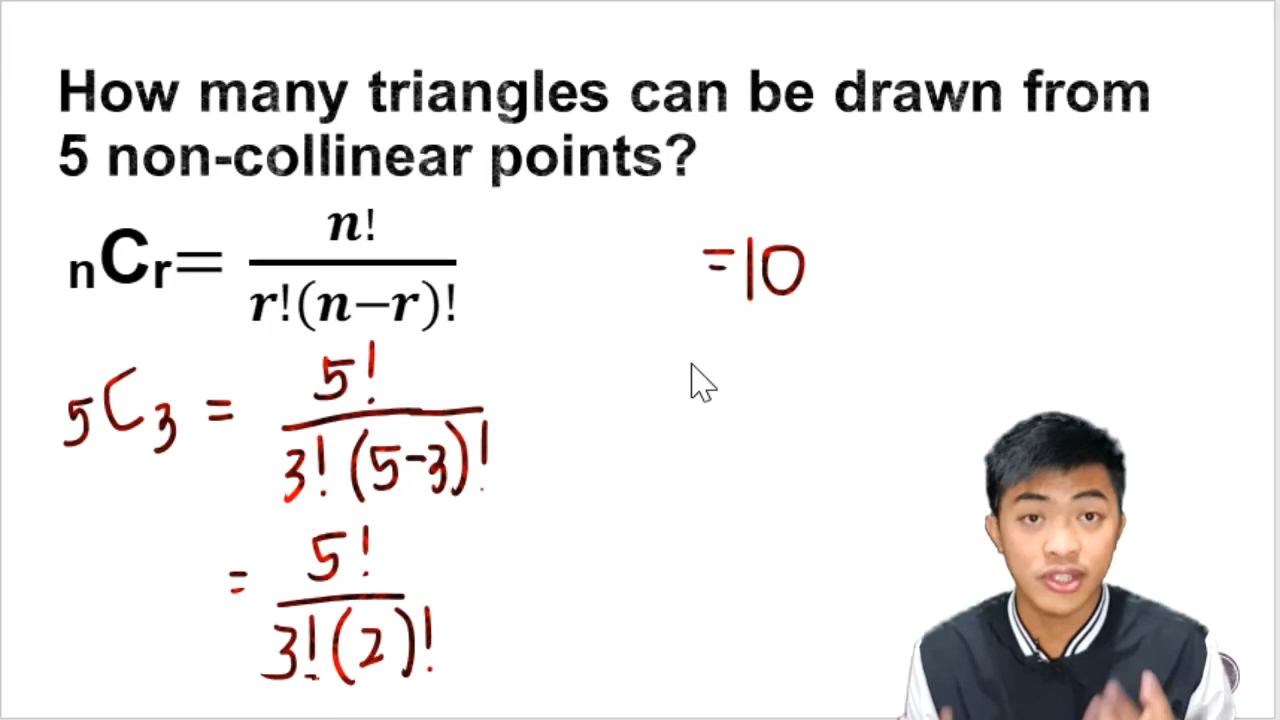 How many triangles can be drawn from
5 non-collinear points?
nCr= n!
r!(n−r)!
=10
5C3 = 5!
3!(5-3)!
= 5!
3!(2)!